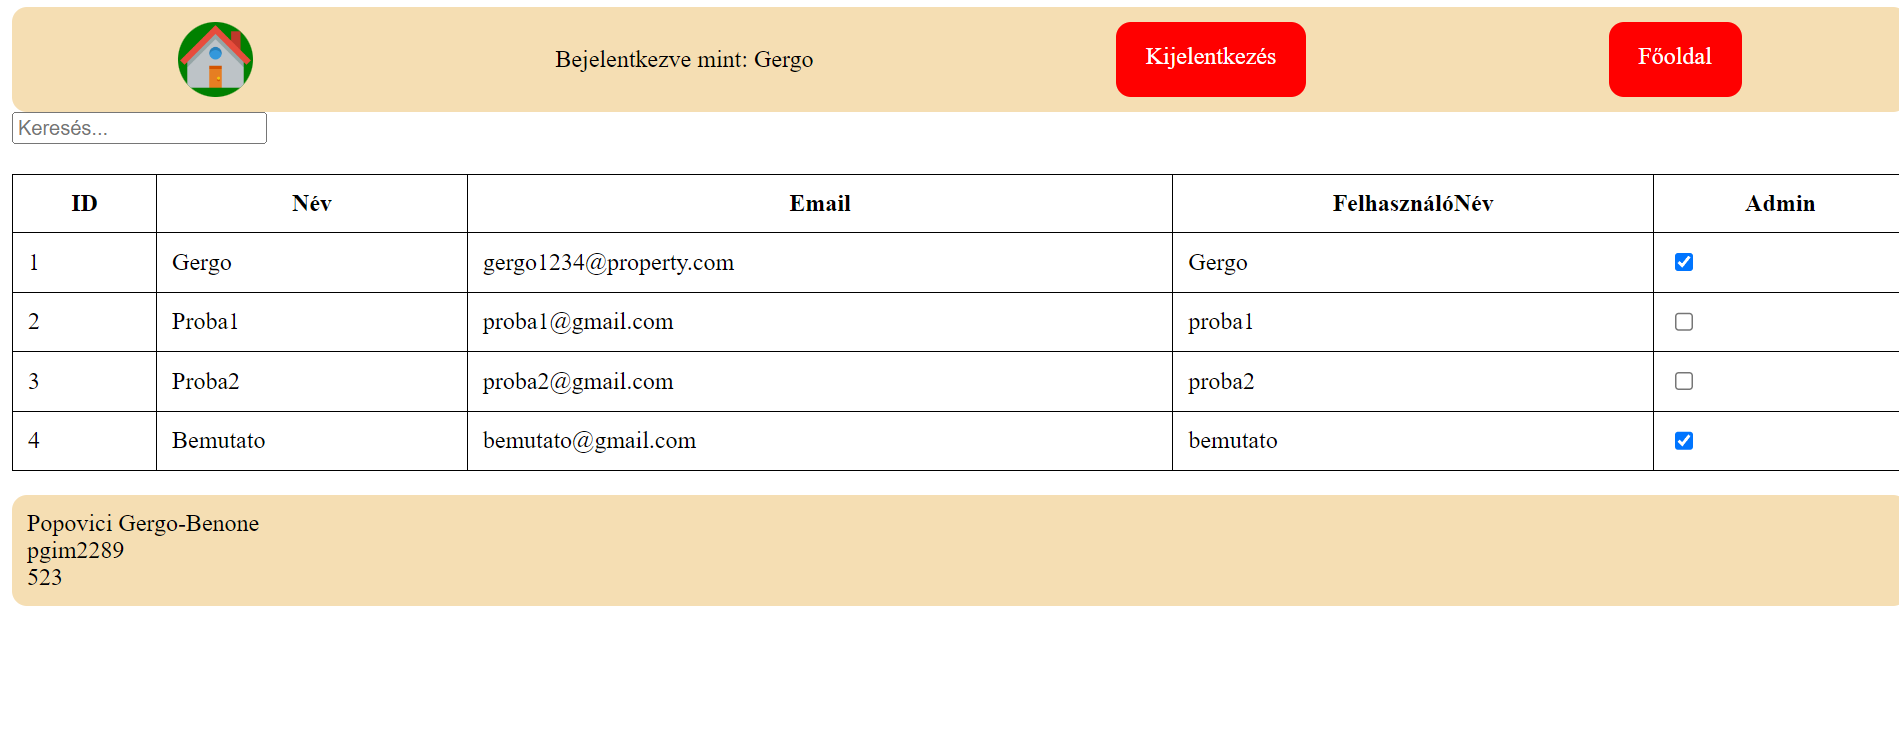 Bejelentkezve mint: Gergo Kijelentkezés Főoldal
Keresés...
ID Név Email FelhasználóNév Admin
1 Gergo gergo1234@property.com Gergo
2 Proba1 proba1@gmail.com proba1
3 Proba2 proba2@gmail.com proba2
4 Bemutato bemutato@gmail.com bemutato
Popovici Gergo-Benone
pgim2289
523